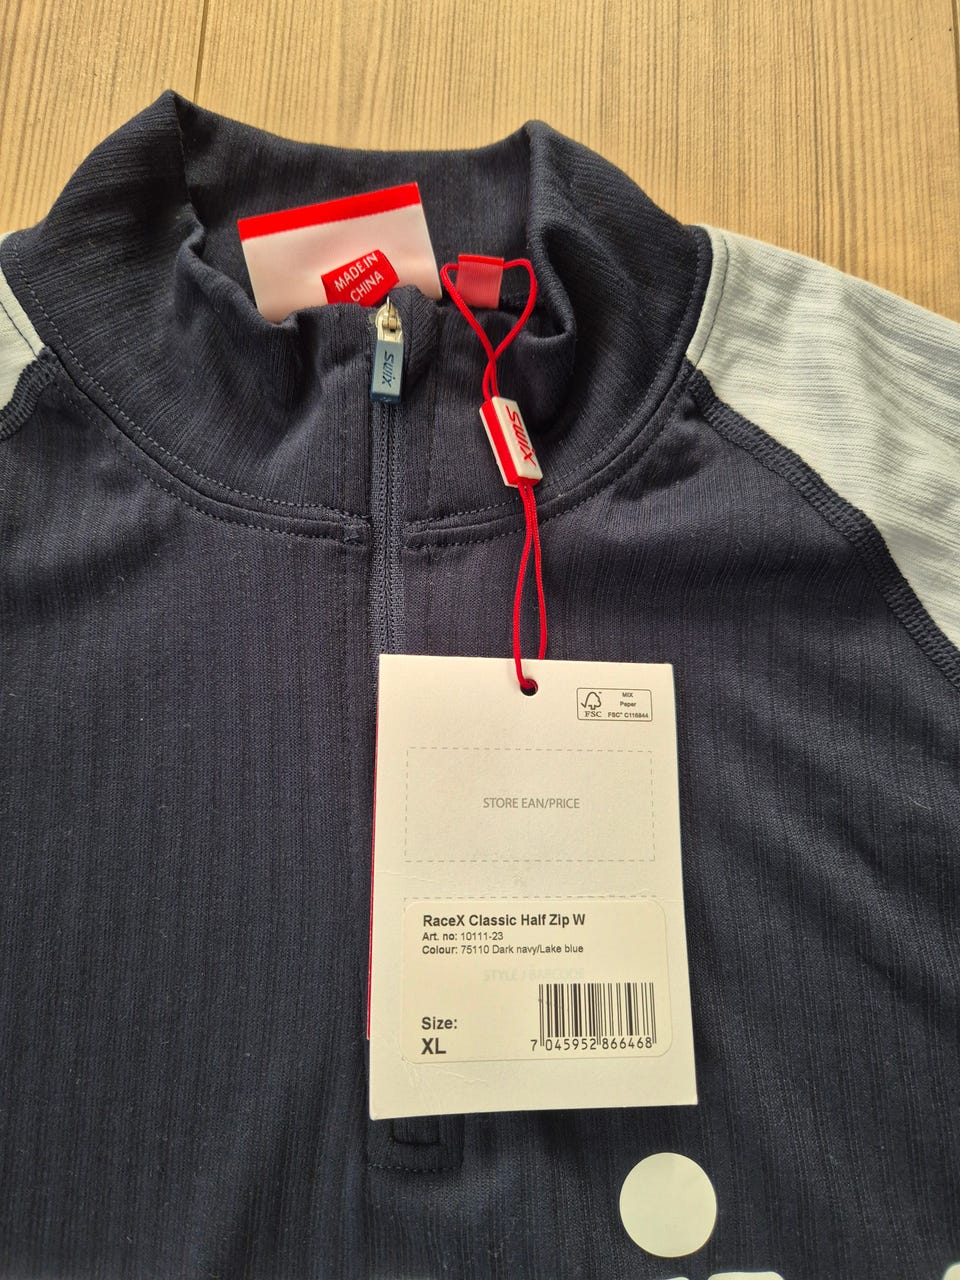 MADE IN
CHINA
Swix
SWIX
FSC
MIX
Paper
FSC® C116844
STORE EAN/PRICE
RaceX Classic Half Zip W
Art. no: 10111-23
Colour: 75110 Dark navy/Lake blue
STYLE / BARCODE
Size:
XL
7 045952 866468